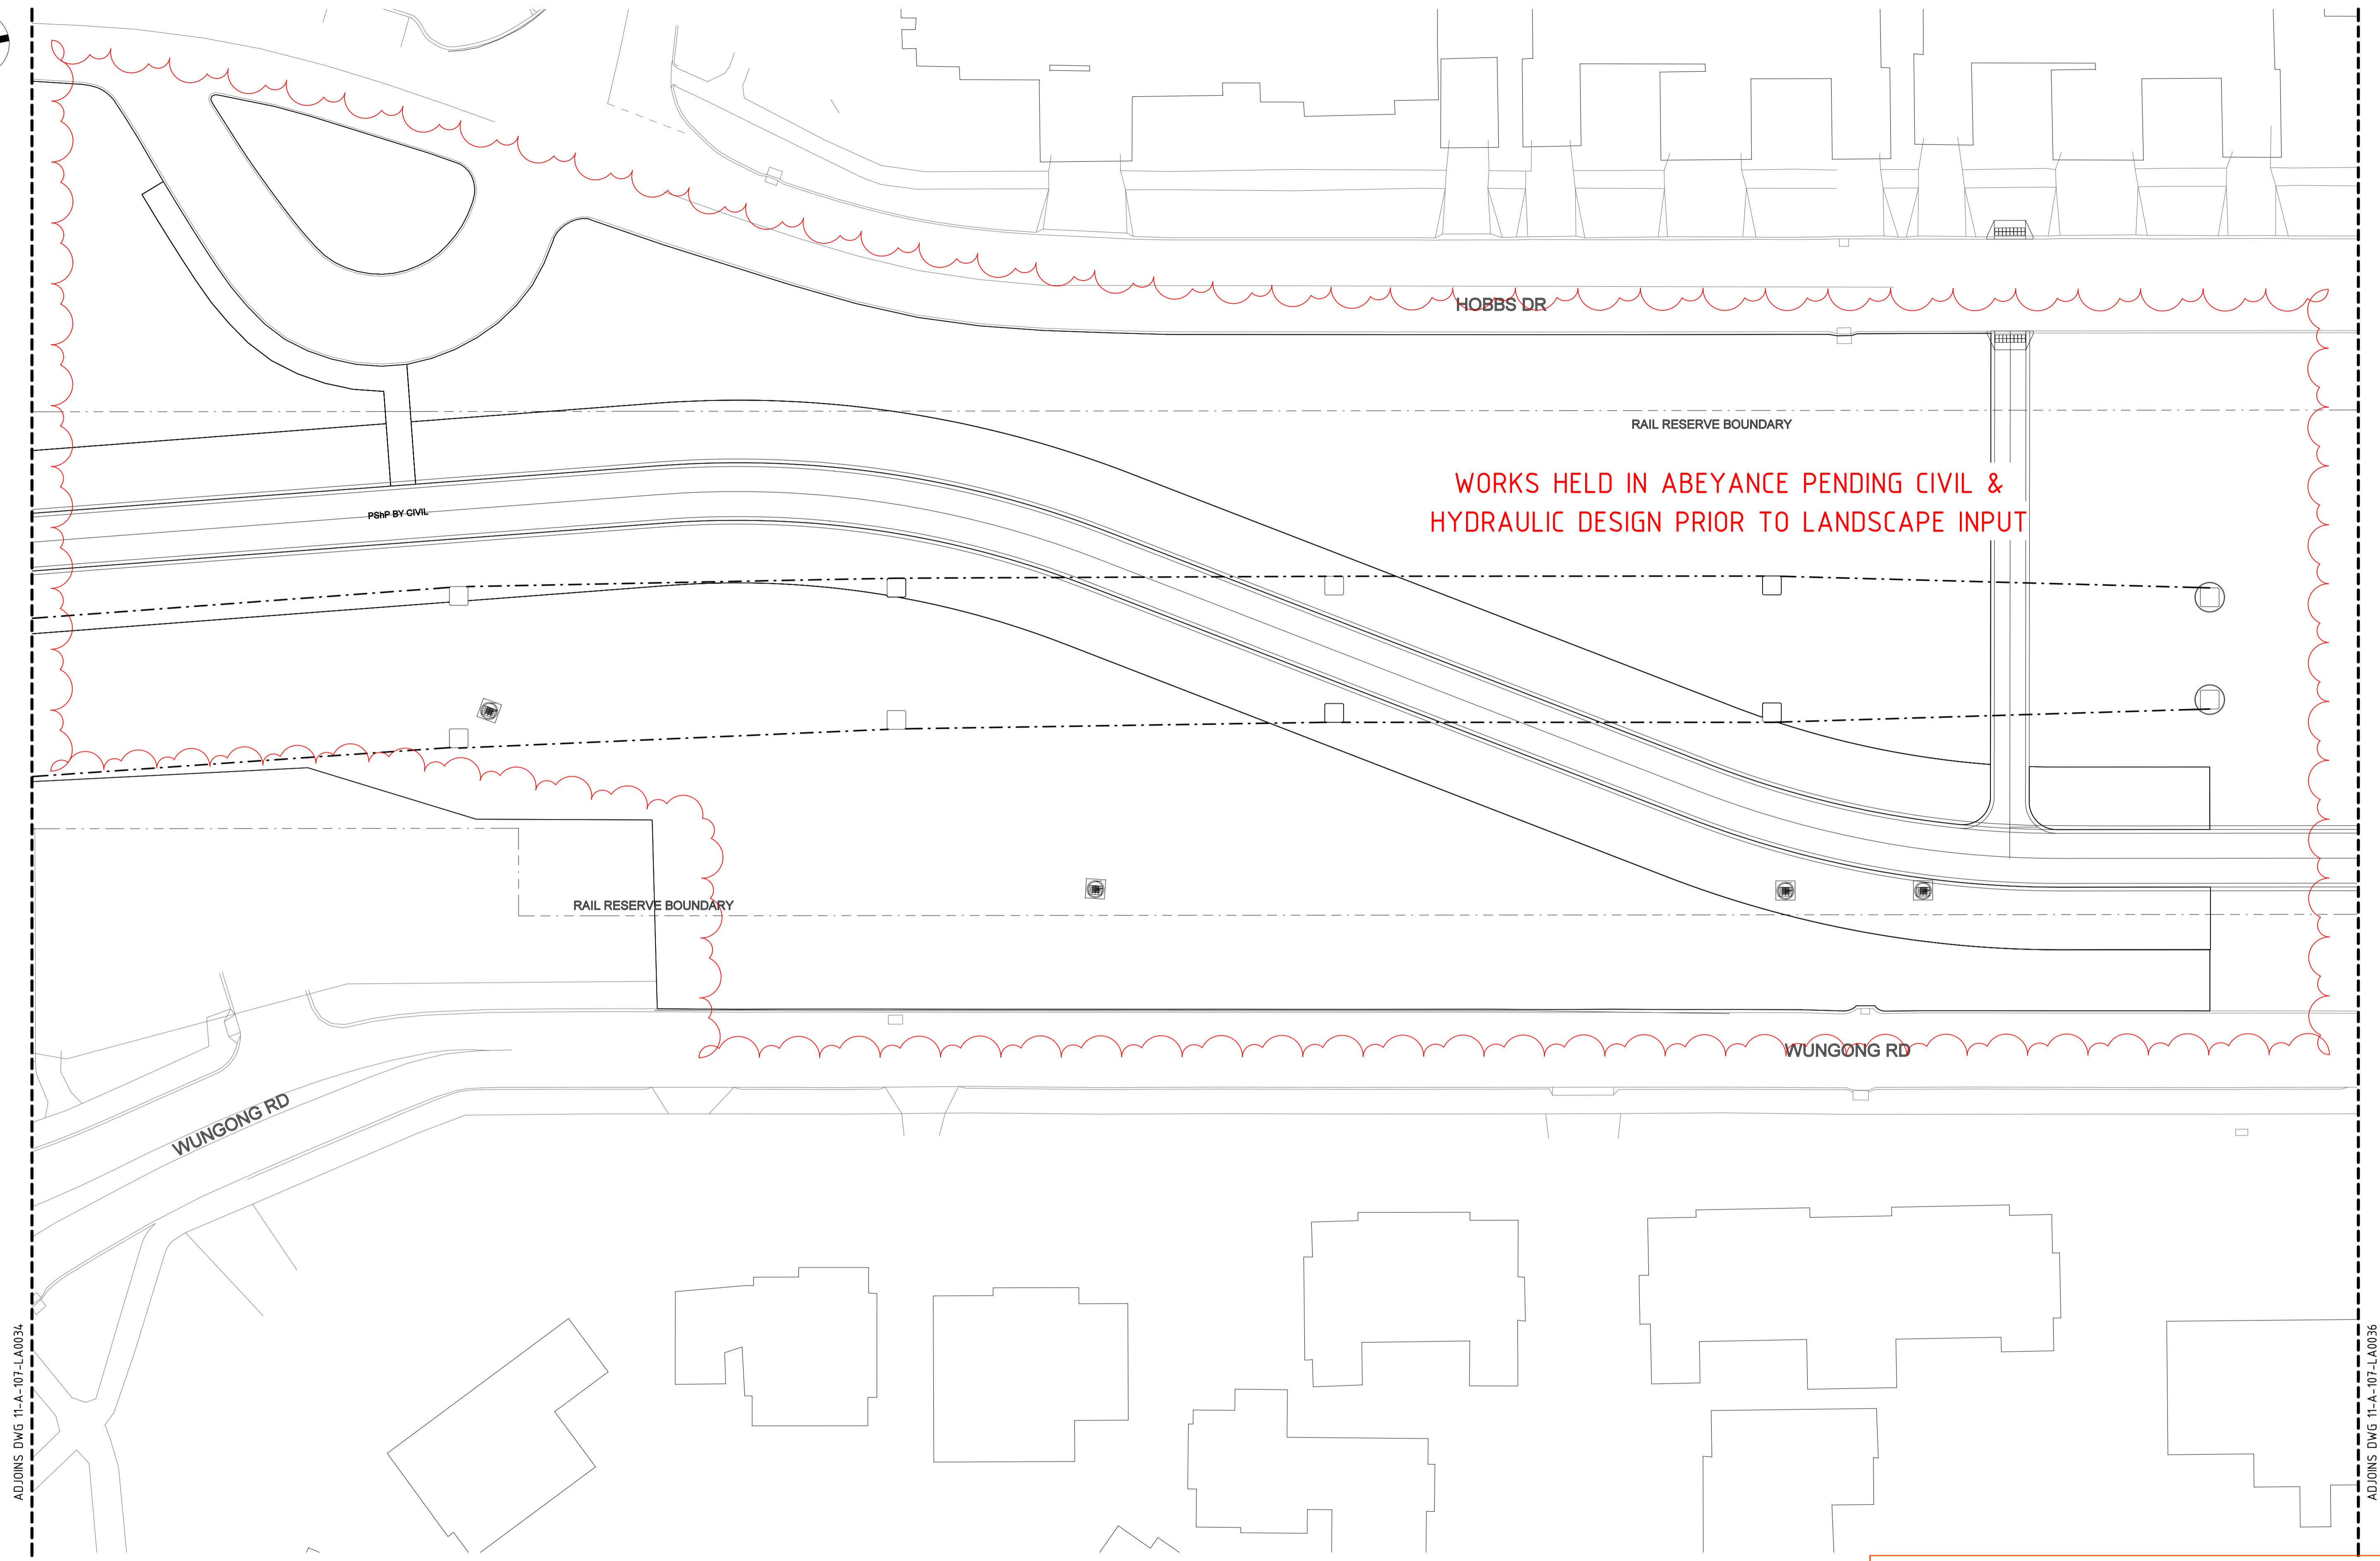 HOBBS DR
RAIL RESERVE BOUNDARY
WORKS HELD IN ABEYANCE PENDING CIVIL &
HYDRAULIC DESIGN PRIOR TO LANDSCAPE INPUT
PShP BY CIVIL
RAIL RESERVE BOUNDARY
WUNGONG RD
WUNGONG RD
ADJOINS DWG 11-A-107-LA0034
ADJOINS DWG 11-A-107-LA0036